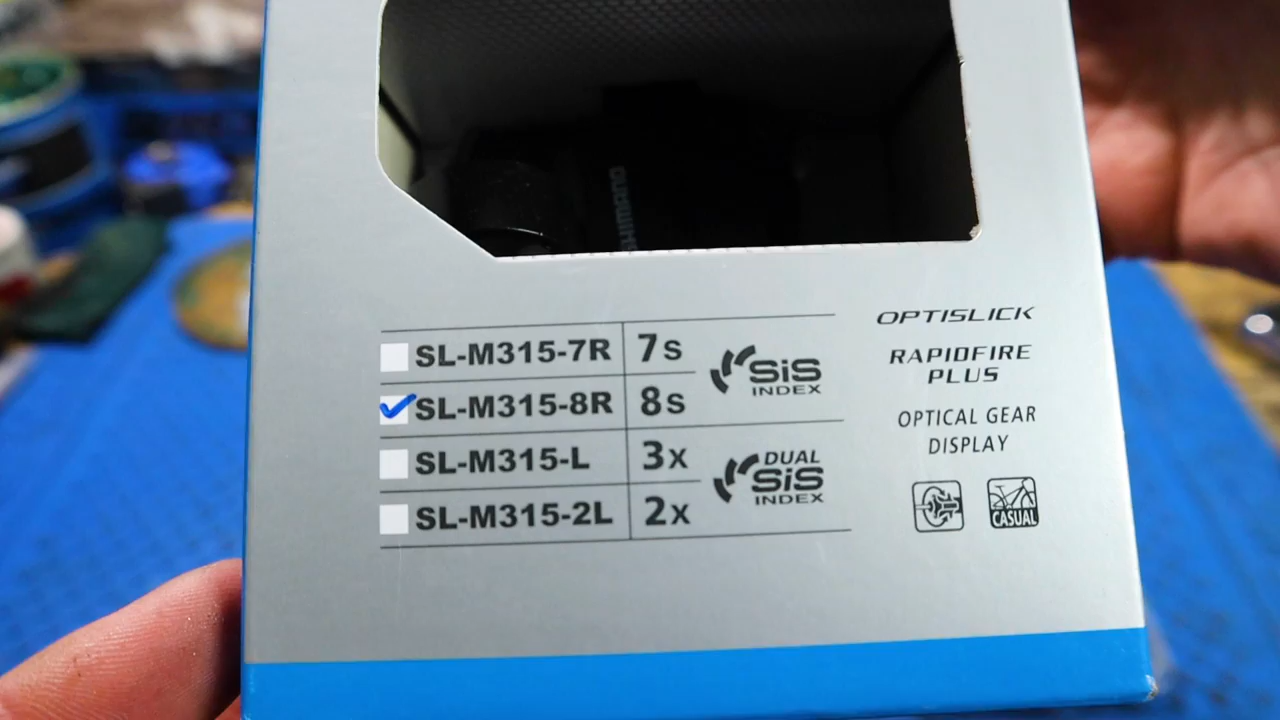 SHIMANO
SL-M315-7R 7s
SL-M315-8R 8s
SiS
INDEX
SL-M315-L 3x
SL-M315-2L 2x
DUAL
SiS
INDEX
OPTISLICK
RAPIDFIRE
PLUS
OPTICAL GEAR
DISPLAY
CASUAL